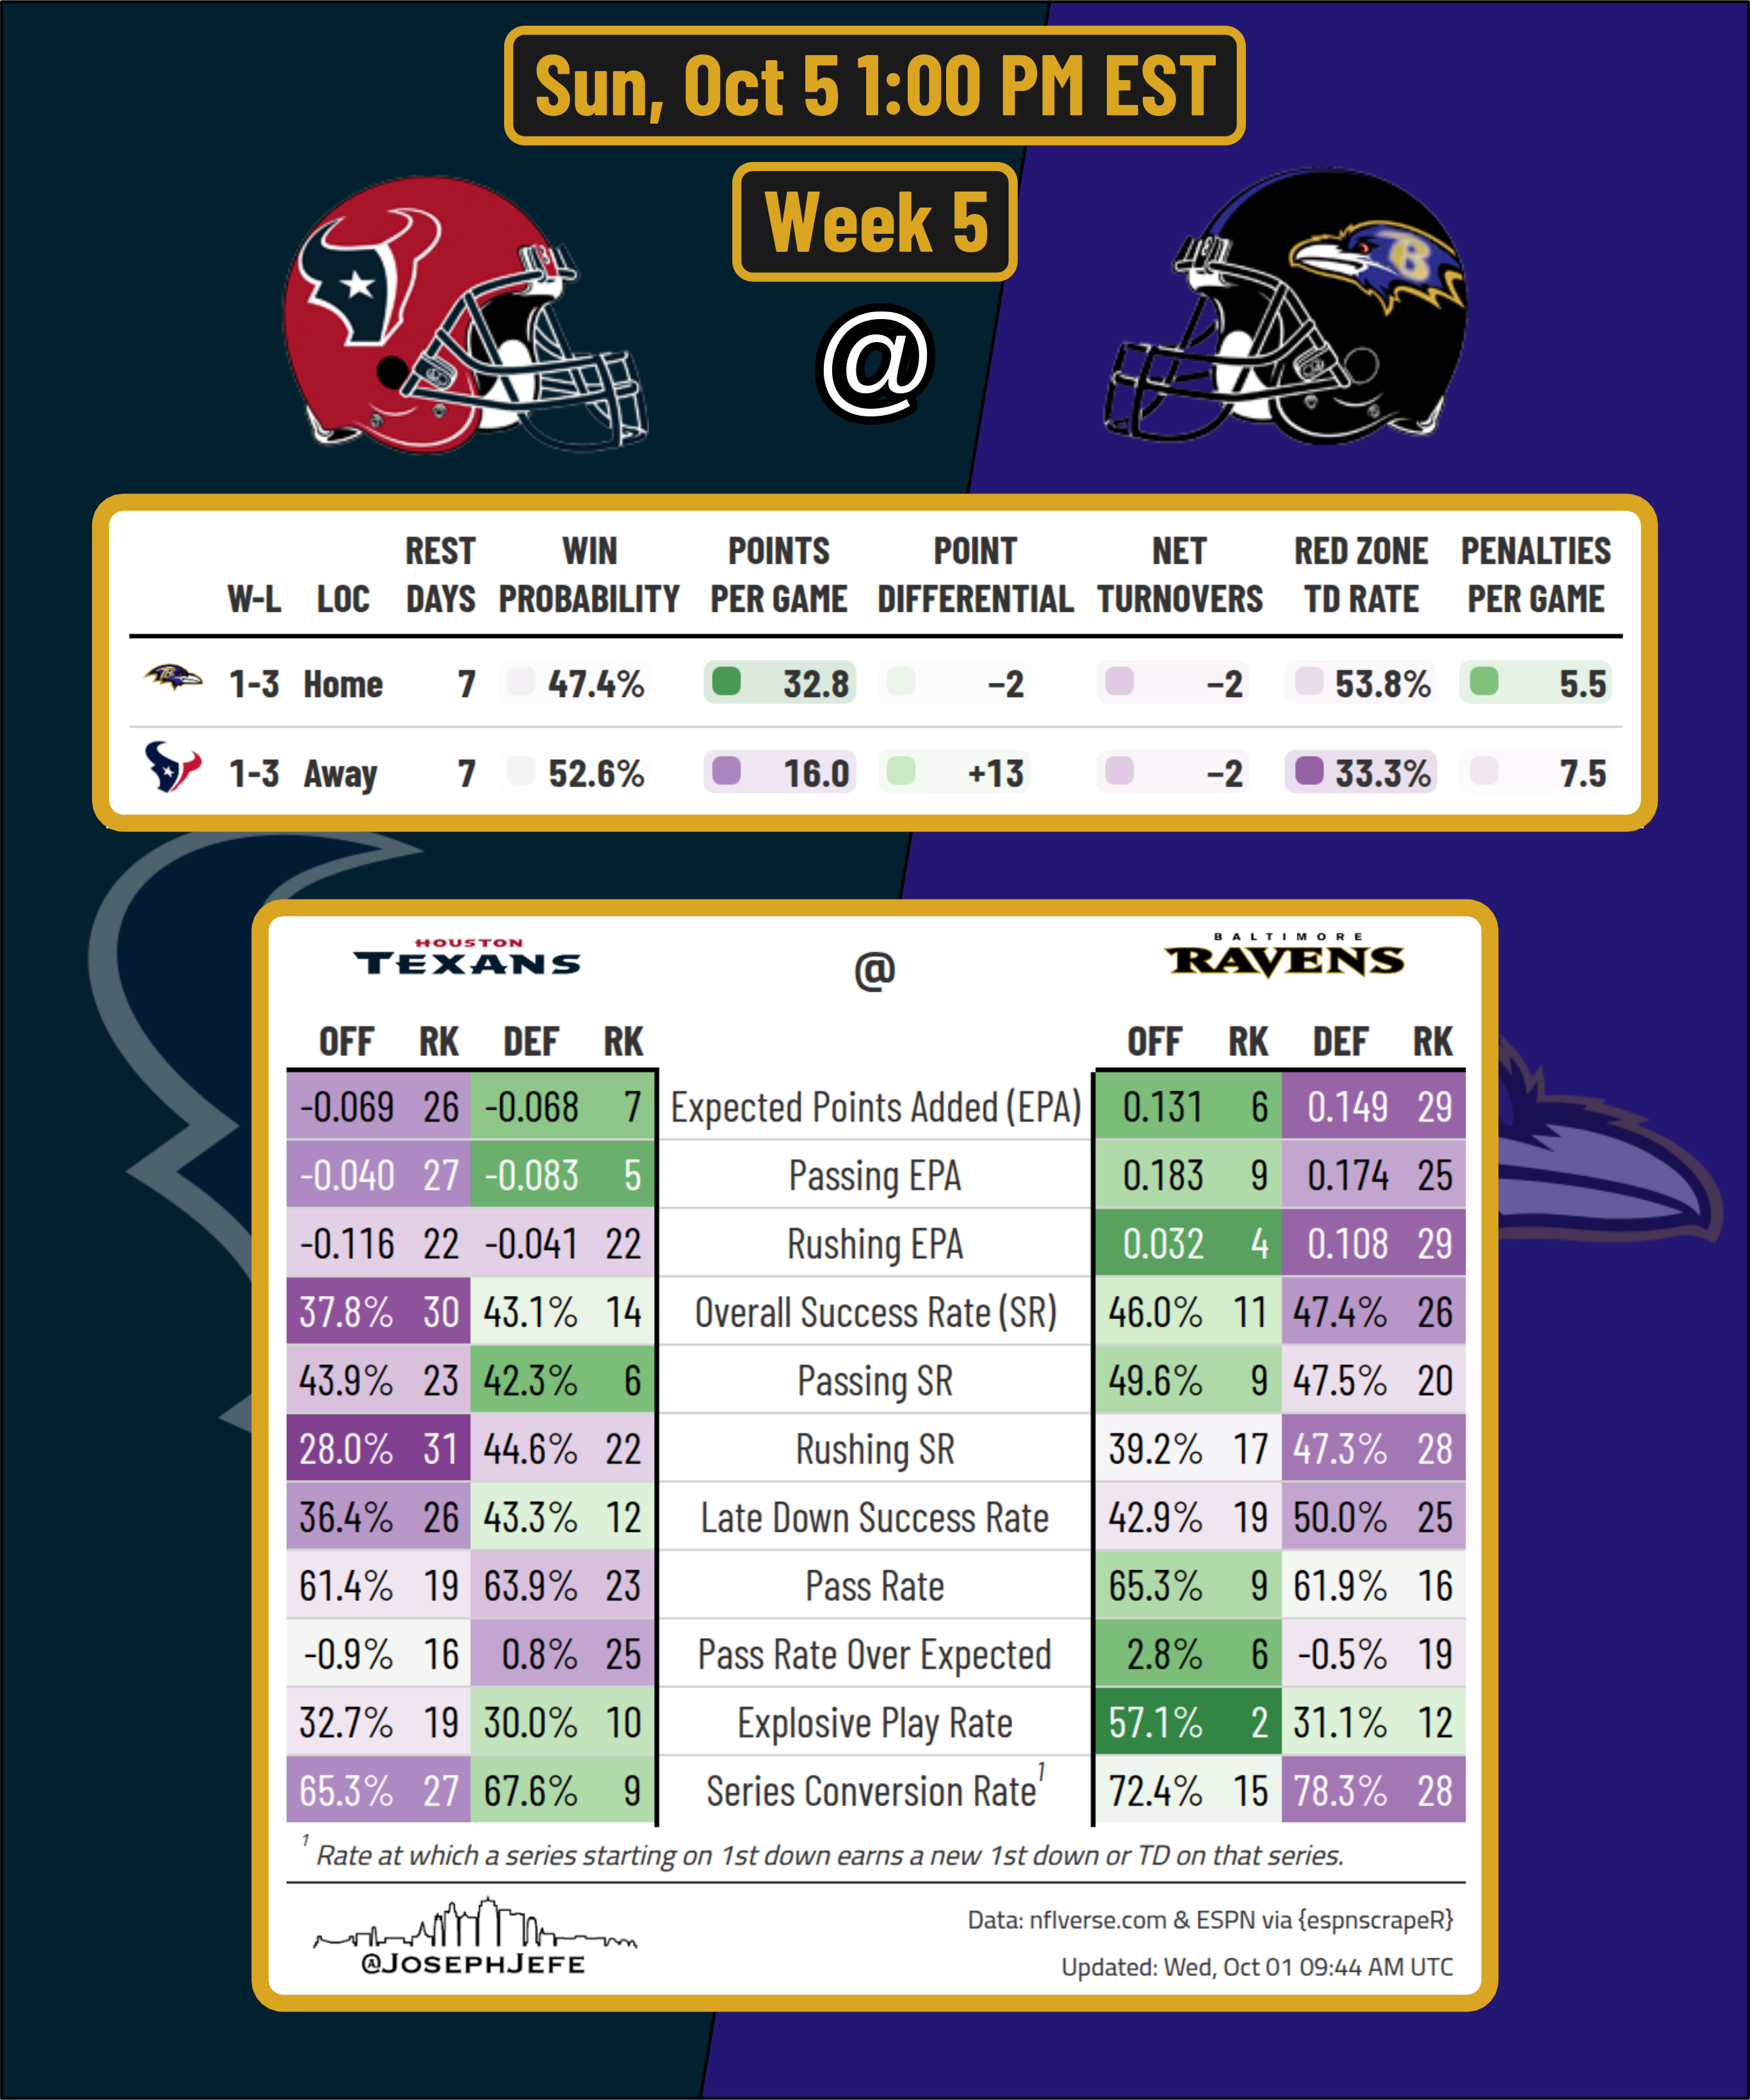 Sun, Oct 5 1:00 PM EST
Week 5
@
W-L LOC REST DAYS WIN PROBABILITY POINTS PER GAME POINT DIFFERENTIAL NET TURNOVERS RED ZONE TD RATE PENALTIES PER GAME
1-3 Home 7 47.4% 32.8 −2 −2 53.8% 5.5
1-3 Away 7 52.6% 16.0 +13 −2 33.3% 7.5
HOUSTON TEXANS @ BALTIMORE RAVENS
OFF RK DEF RK OFF RK DEF RK
-0.069 26 -0.068 7 Expected Points Added (EPA) 0.131 6 0.149 29
-0.040 27 -0.083 5 Passing EPA 0.183 9 0.174 25
-0.116 22 -0.041 22 Rushing EPA 0.032 4 0.108 29
37.8% 30 43.1% 14 Overall Success Rate (SR) 46.0% 11 47.4% 26
43.9% 23 42.3% 6 Passing SR 49.6% 9 47.5% 20
28.0% 31 44.6% 22 Rushing SR 39.2% 17 47.3% 28
36.4% 26 43.3% 12 Late Down Success Rate 42.9% 19 50.0% 25
61.4% 19 63.9% 23 Pass Rate 65.3% 9 61.9% 16
-0.9% 16 0.8% 25 Pass Rate Over Expected 2.8% 6 -0.5% 19
32.7% 19 30.0% 10 Explosive Play Rate 57.1% 2 31.1% 12
65.3% 27 67.6% 9 Series Conversion Rate¹ 72.4% 15 78.3% 28
¹ Rate at which a series starting on 1st down earns a new 1st down or TD on that series.
@JOSEPHJEFE
Data: nflverse.com & ESPN via {espnscrapeR}
Updated: Wed, Oct 01 09:44 AM UTC